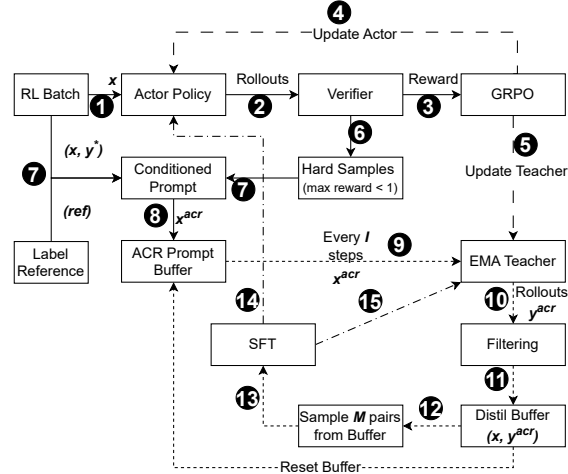 4
Update Actor
x
Rollouts
Reward
RL Batch
Actor Policy
Verifier
GRPO
1
2
3
6
5
(x, y*)
Update Teacher
7
Conditioned
Prompt
7
Hard Samples
(max reward < 1)
(ref)
8
x^acr
Label
Reference
ACR Prompt
Buffer
Every I
steps
9
x^acr
EMA Teacher
14
15
10
Rollouts
y^acr
SFT
Filtering
13
11
Sample M pairs
from Buffer
12
Distil Buffer
(x, y^acr)
Reset Buffer